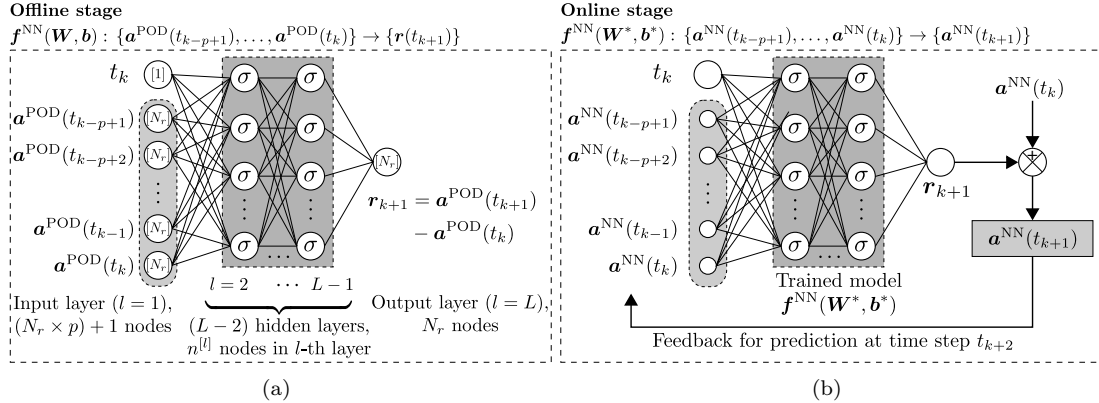 Offline stage
f^NN(W, b) : {a^POD(t_{k−p+1}), . . . , a^POD(t_k)} → {r(t_{k+1})}
t_k
[1]
σ σ
a^POD(t_{k−p+1})
[N_r]
a^POD(t_{k−p+2})
[N_r]
σ σ
σ σ
[N_r]
⋮
r_{k+1} = a^POD(t_{k+1})
− a^POD(t_k)
a^POD(t_{k−1})
[N_r]
σ σ
a^POD(t_k)
[N_r]
...
l = 2 ··· L − 1
Input layer (l = 1),
(N_r × p) + 1 nodes
(L − 2) hidden layers,
n^[l] nodes in l-th layer
Output layer (l = L),
N_r nodes
(a)
Online stage
f^NN(W*, b*) : {a^NN(t_{k−p+1}), . . . , a^NN(t_k)} → {a^NN(t_{k+1})}
t_k
σ σ
a^NN(t_k)
a^NN(t_{k−p+1})
a^NN(t_{k−p+2})
σ σ
σ σ
+
×
r_{k+1}
⋮
a^NN(t_{k−1})
a^NN(t_k)
σ σ
...
a^NN(t_{k+1})
Trained model
f^NN(W*, b*)
Feedback for prediction at time step t_{k+2}
(b)